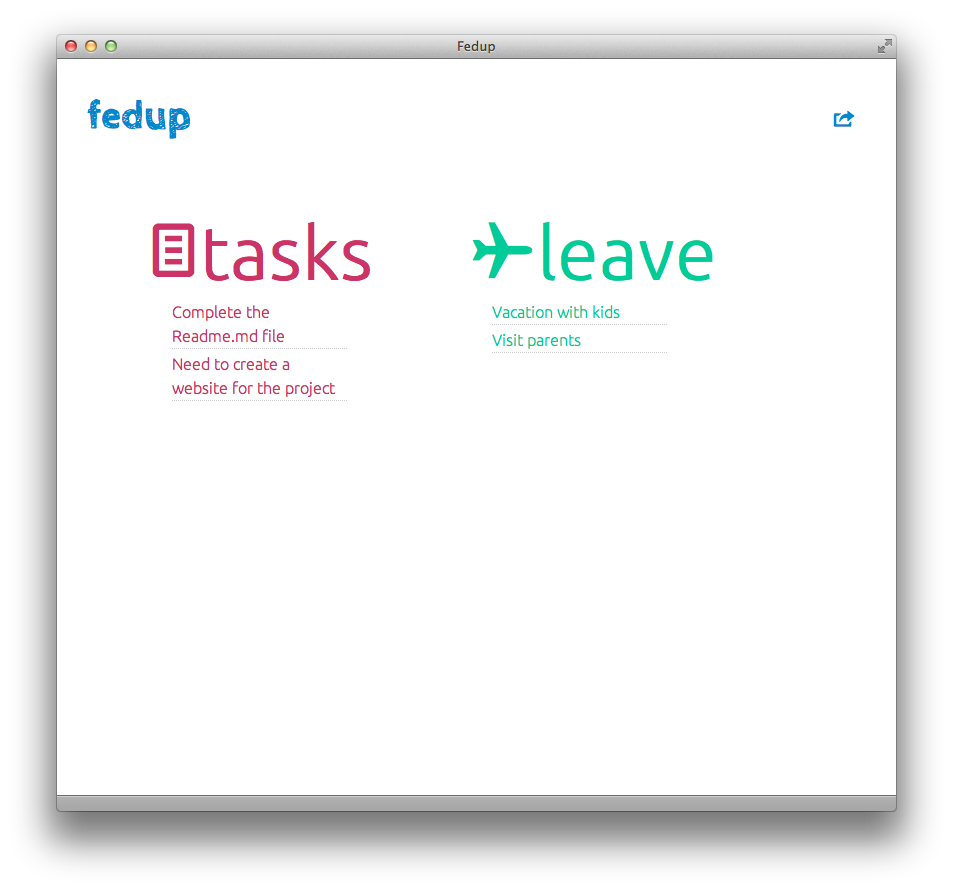 Fedup
fedup
tasks
Complete the
Readme.md file
Need to create a
website for the project
leave
Vacation with kids
Visit parents